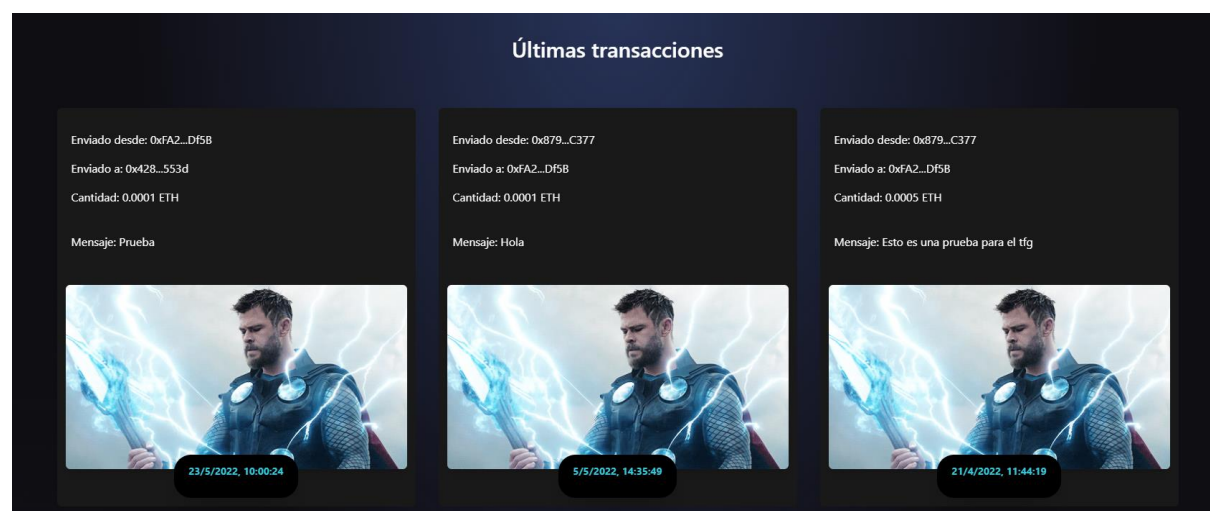 Últimas transacciones
Enviado desde: 0xFA2...Df5B
Enviado a: 0x428...553d
Cantidad: 0.0001 ETH
Mensaje: Prueba
23/5/2022, 10:00:24
Enviado desde: 0x879...C377
Enviado a: 0xFA2...Df5B
Cantidad: 0.0001 ETH
Mensaje: Hola
5/5/2022, 14:35:49
Enviado desde: 0x879...C377
Enviado a: 0xFA2...Df5B
Cantidad: 0.0005 ETH
Mensaje: Esto es una prueba para el tfg
21/4/2022, 11:44:19